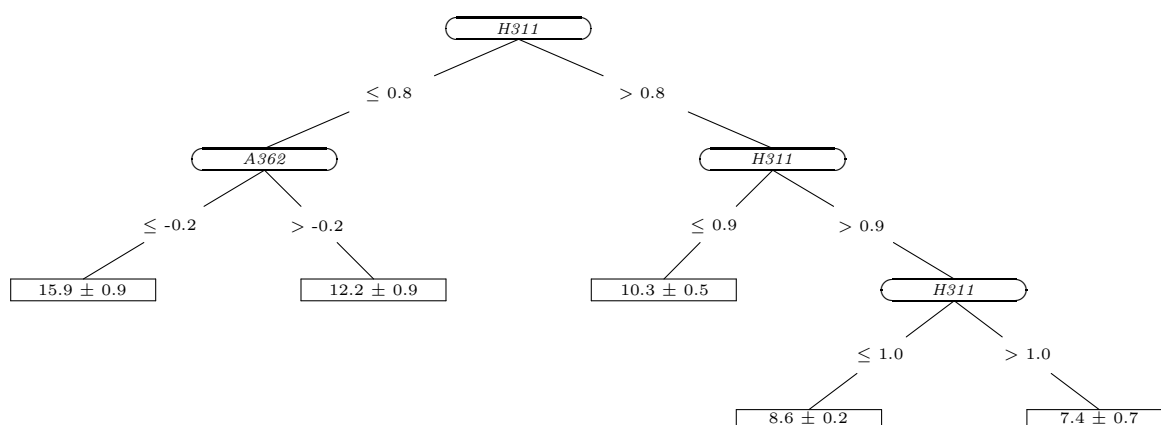 H311
≤ 0.8
> 0.8
A362
H311
≤ -0.2
> -0.2
≤ 0.9
> 0.9
15.9 ± 0.9
12.2 ± 0.9
10.3 ± 0.5
H311
≤ 1.0
> 1.0
8.6 ± 0.2
7.4 ± 0.7